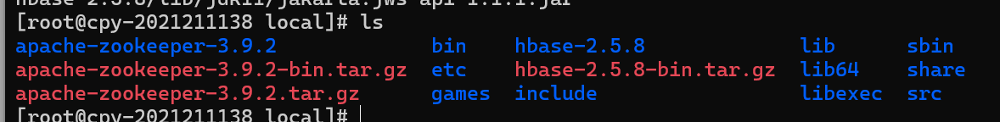 hbase-2.5.8/lib/jdk11/jakarta.jws-api-1.1.1.jar
[root@cpy-2021211138 local]# ls
apache-zookeeper-3.9.2 bin hbase-2.5.8 lib sbin
apache-zookeeper-3.9.2-bin.tar.gz etc hbase-2.5.8-bin.tar.gz lib64 share
apache-zookeeper-3.9.2.tar.gz games include libexec src
[root@cpy-2021211138 local]#